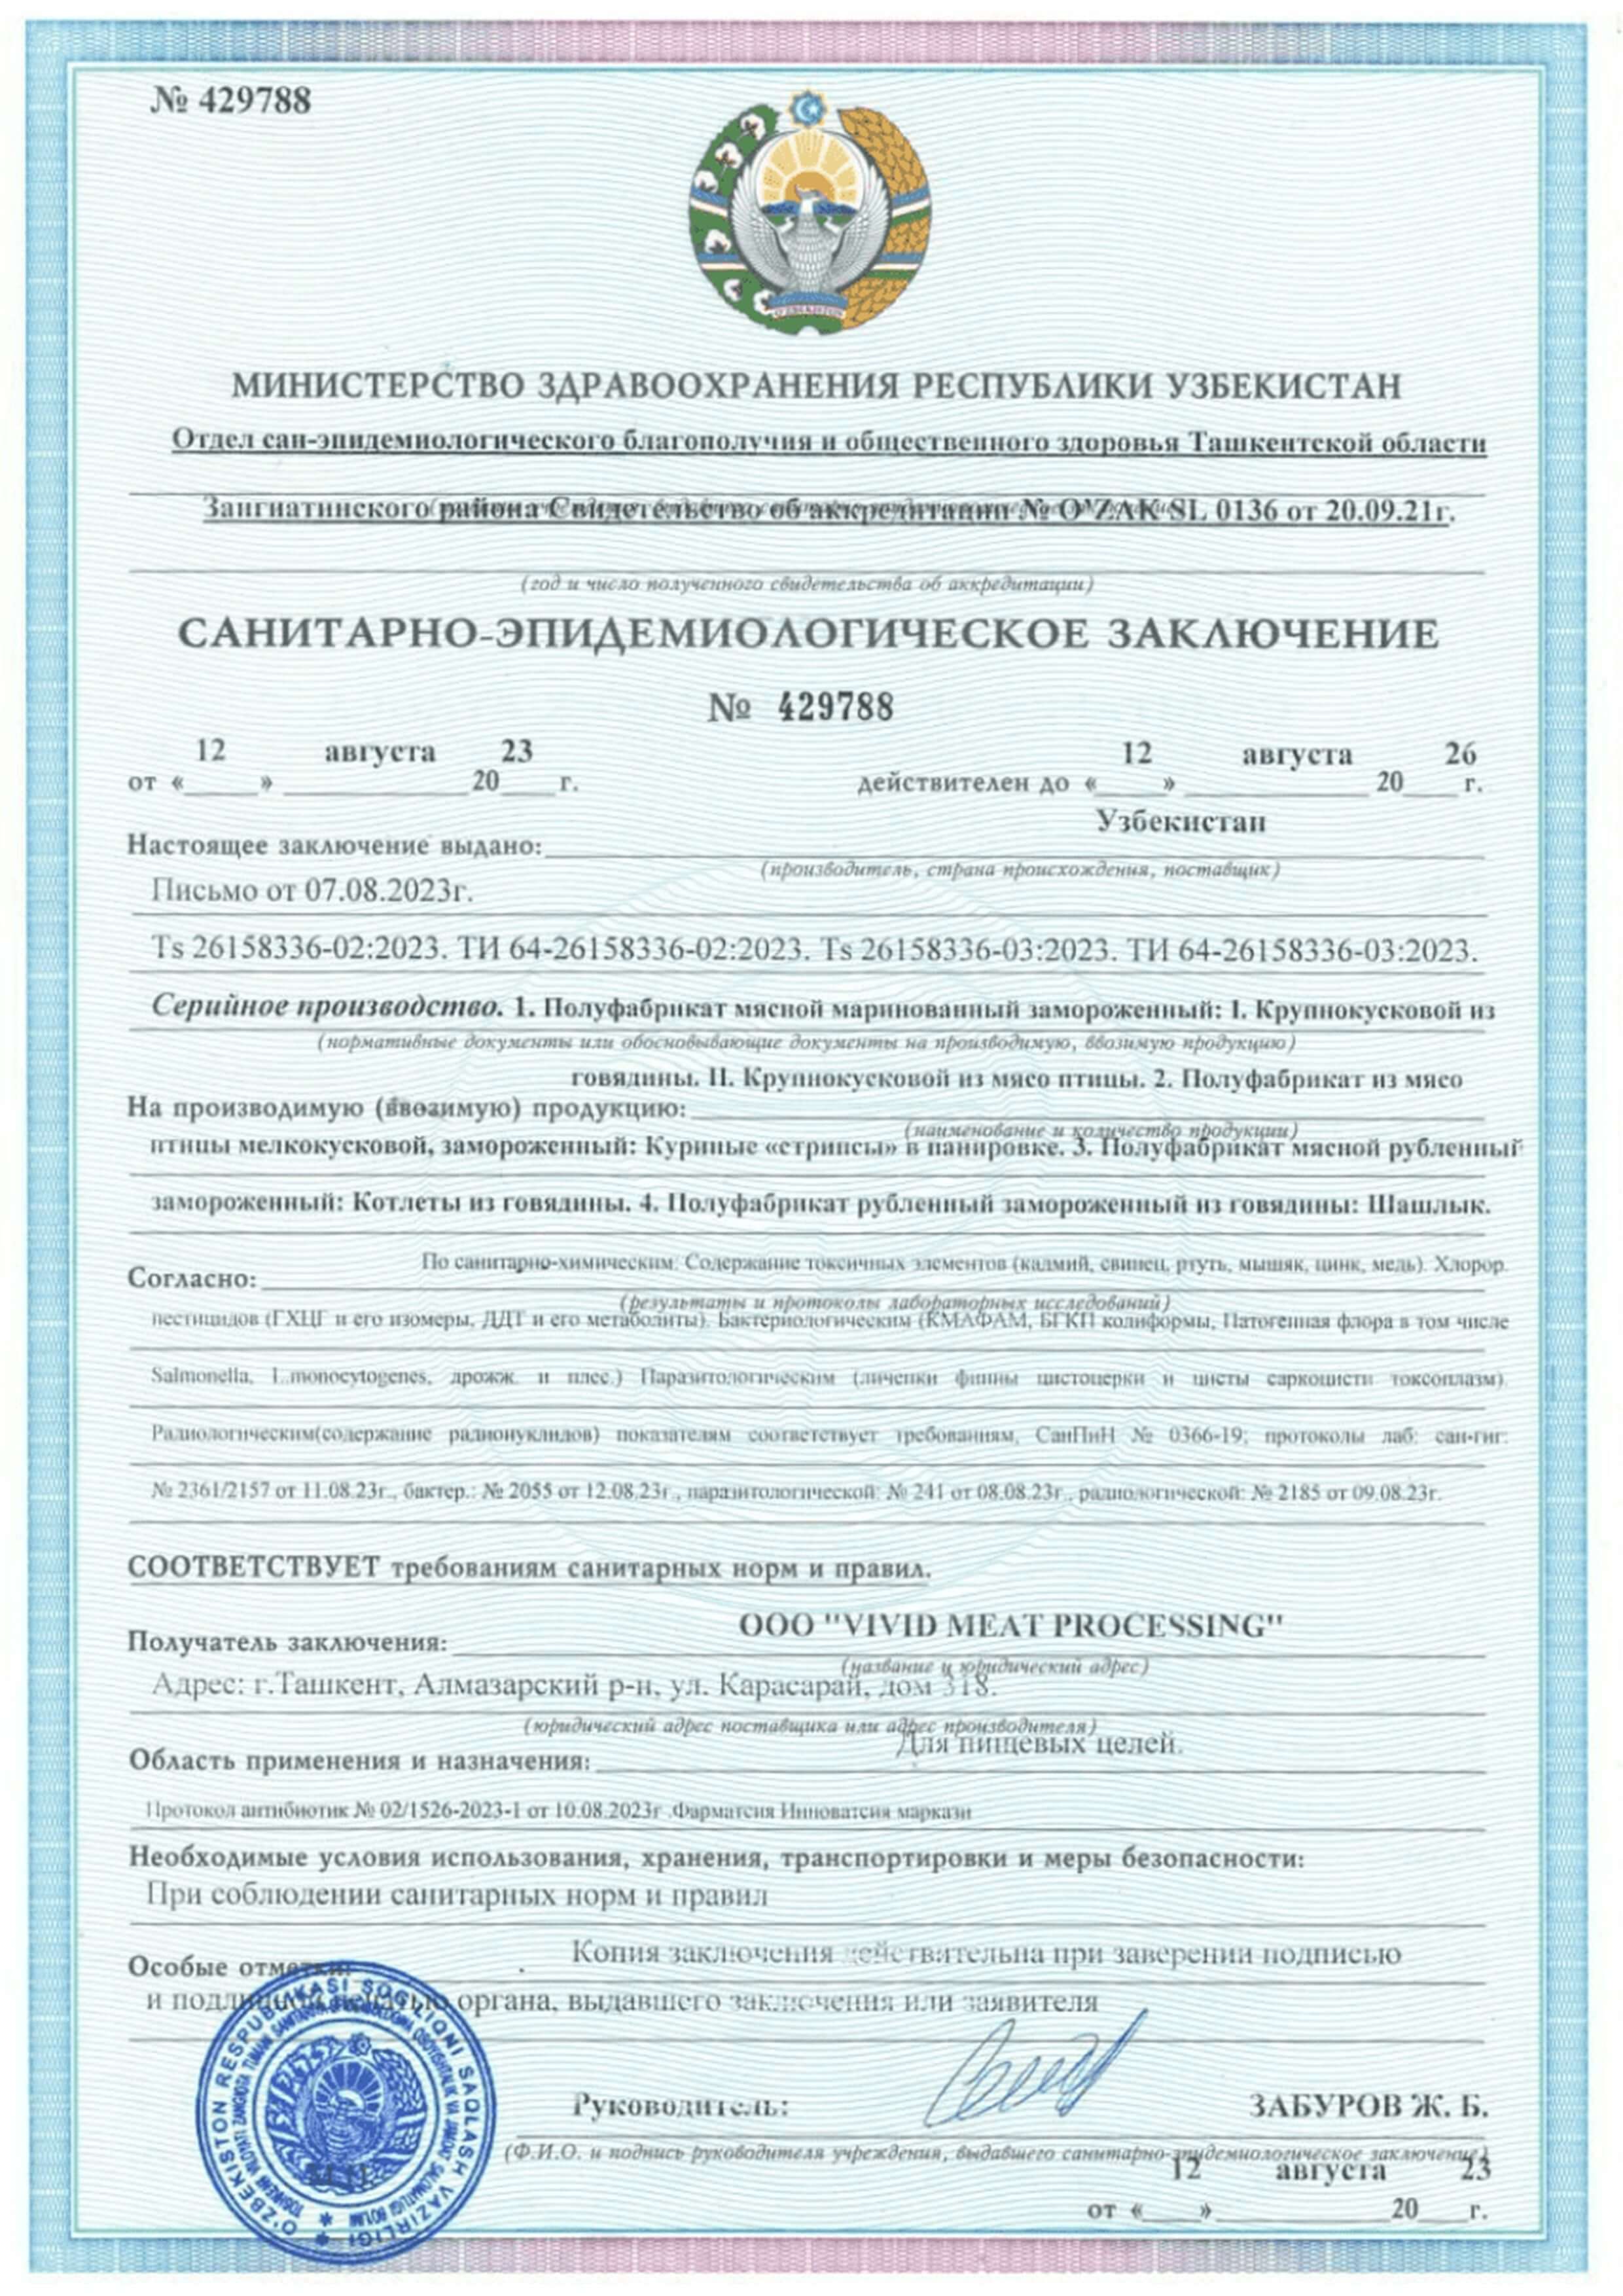 № 429788
МИНИСТЕРСТВО ЗДРАВООХРАНЕНИЯ РЕСПУБЛИКИ УЗБЕКИСТАН
Отдел сан-эпидемиологического благополучия и общественного здоровья Ташкентской области
Зангиатинского района Свидетельство об аккредитации № O'ZAK SL 0136 от 20.09.21г.
(год и число полученного свидетельства об аккредитации)
САНИТАРНО-ЭПИДЕМИОЛОГИЧЕСКОЕ ЗАКЛЮЧЕНИЕ
№ 429788
от «12» августа 2023 г. действителен до «12» августа 2026 г.
Узбекистан
Настоящее заключение выдано:
(производитель, страна происхождения, поставщик)
Письмо от 07.08.2023г.
Ts 26158336-02:2023. ТИ 64-26158336-02:2023. Ts 26158336-03:2023. ТИ 64-26158336-03:2023.
Серийное производство. 1. Полуфабрикат мясной маринованный замороженный: I. Крупнокусковой из
(нормативные документы или обосновывающие документы на производимую, ввозимую продукцию)
говядины. II. Крупнокусковой из мясо птицы. 2. Полуфабрикат из мясо
На производимую (ввозимую) продукцию:
(наименование и количество продукции)
птицы мелкокусковой, замороженный: Куриные «стрипсы» в панировке. 3. Полуфабрикат мясной рубленный
замороженный: Котлеты из говядины. 4. Полуфабрикат рубленный замороженный из говядины: Шашлык.
По санитарно-химическим: Содержание токсичных элементов (кадмий, свинец, ртуть, мышяк, цинк, медь). Хлорор.
Согласно:
(результаты и протоколы лабораторных исследований)
пестицидов (ГХЦГ и его изомеры, ДДТ и его метаболиты). Бактериологическим (КМАФАМ, БГКП колиформы, Патогенная флора в том числе
Salmonella, L.monocytogenes, дрожж. и плес.) Паразитологическим (личенки финны цистоцерки и цисты саркоцисти токсоплазм).
Радиологическим(содержание радионуклидов) показателям соответствует требованиям, СанПиН № 0366-19; протоколы лаб: сан-гиг:
№ 2361/2157 от 11.08.23г., бактер.: № 2055 от 12.08.23г., паразитологической: № 241 от 08.08.23г., радиологической: № 2185 от 09.08.23г.
СООТВЕТСТВУЕТ требованиям санитарных норм и правил.
ООО "VIVID MEAT PROCESSING"
Получатель заключения:
(название и юридический адрес)
Адрес: г.Ташкент, Алмазарский р-н, ул. Карасарай, дом 318.
(юридический адрес поставщика или адрес производителя)
Для пищевых целей.
Область применения и назначения:
Протокол антибиотик № 02/1526-2023-1 от 10.08.2023г .Фарматсия Инноватсия маркази
Необходимые условия использования, хранения, транспортировки и меры безопасности:
При соблюдении санитарных норм и правил
Копия заключения действительна при заверении подписью
Особые отметки:
и подлинной печатью органа, выдавшего заключения или заявителя
O'ZBEKISTON RESPUBLIKASI SOG'LIQNI SAQLASH VAZIRLIGI
Руководитель: ЗАБУРОВ Ж. Б.
(Ф.И.О. и подпись руководителя учреждения, выдавшего санитарно-эпидемиологическое заключение)
от «12» августа 2023 г.